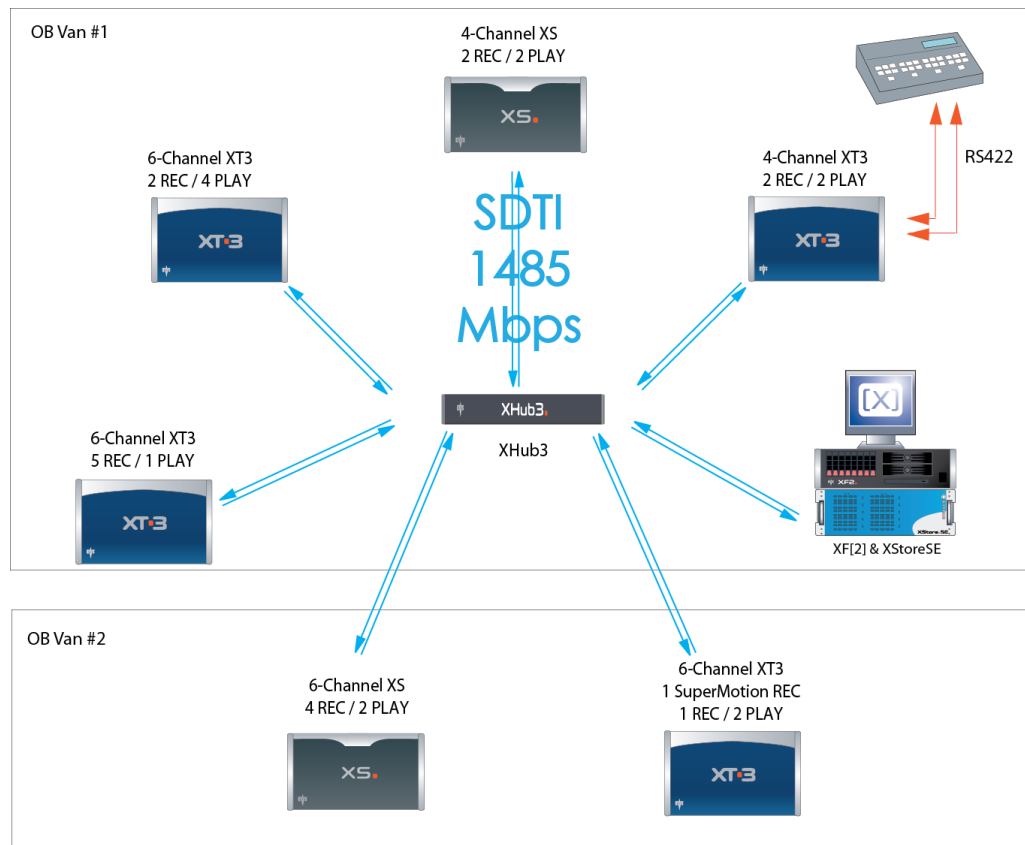 OB Van #1
4-Channel XS
2 REC / 2 PLAY
XS.
6-Channel XT3
2 REC / 4 PLAY
XT3
4-Channel XT3
2 REC / 2 PLAY
XT3
RS422
SDTI
1485
Mbps
XHub3.
XHub3
6-Channel XT3
5 REC / 1 PLAY
XT3
[X]
XF2.
XStore-SE
XF[2] & XStoreSE
OB Van #2
6-Channel XS
4 REC / 2 PLAY
XS.
6-Channel XT3
1 SuperMotion REC
1 REC / 2 PLAY
XT3